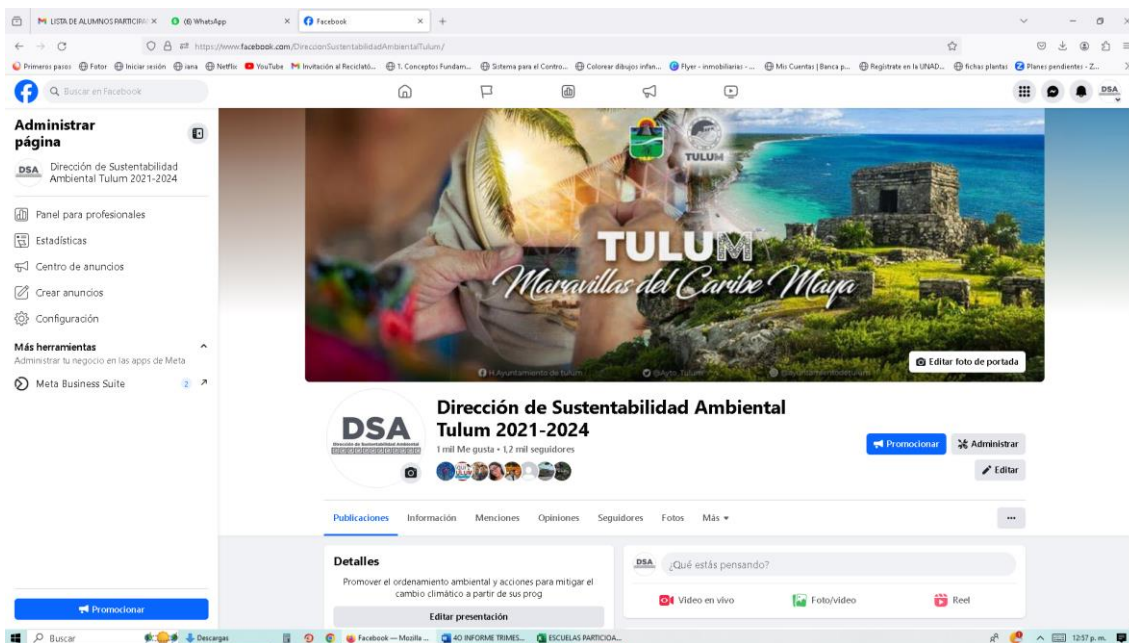 LISTA DE ALUMNOS PARTICIPA
(6) WhatsApp
Facebook
https://www.facebook.com/DireccionSustentabilidadAmbientalTulum/
Primeros pasos
Fotor
Iniciar sesión
iana
Netflix
YouTube
Invitación al Reciclató...
1. Conceptos Fundam...
Sistema para el Contro...
Colorear dibujos infan...
Flyer - inmobiliarias - ...
Mis Cuentas | Banca p...
Regístrate en la UNAD...
fichas plantas
Planes pendientes - Z...
Buscar en Facebook
DSA
Administrar
página
DSA
Dirección de Sustentabilidad
Ambiental Tulum 2021-2024
Panel para profesionales
Estadísticas
Centro de anuncios
Crear anuncios
Configuración
Más herramientas
Administrar tu negocio en las apps de Meta
Meta Business Suite
2
Promocionar
TULUM
TULUM
Maravillas del Caribe Maya
H.Ayuntamiento de tulum
@Ayto_Tulum
Editar foto de portada
DSA
Dirección de Sustentabilidad Ambiental
Dirección de Sustentabilidad Ambiental
Tulum 2021-2024
1 mil Me gusta • 1,2 mil seguidores
Promocionar
Administrar
Editar
Publicaciones
Información
Menciones
Opiniones
Seguidores
Fotos
Más
Detalles
Promover el ordenamiento ambiental y acciones para mitigar el
cambio climático a partir de sus prog
Editar presentación
DSA
¿Qué estás pensando?
Video en vivo
Foto/video
Reel
Buscar
Descargas
Facebook — Mozilla ...
4O INFORME TRIMES...
ESCUELAS PARTICIOA...
12:57 p. m.